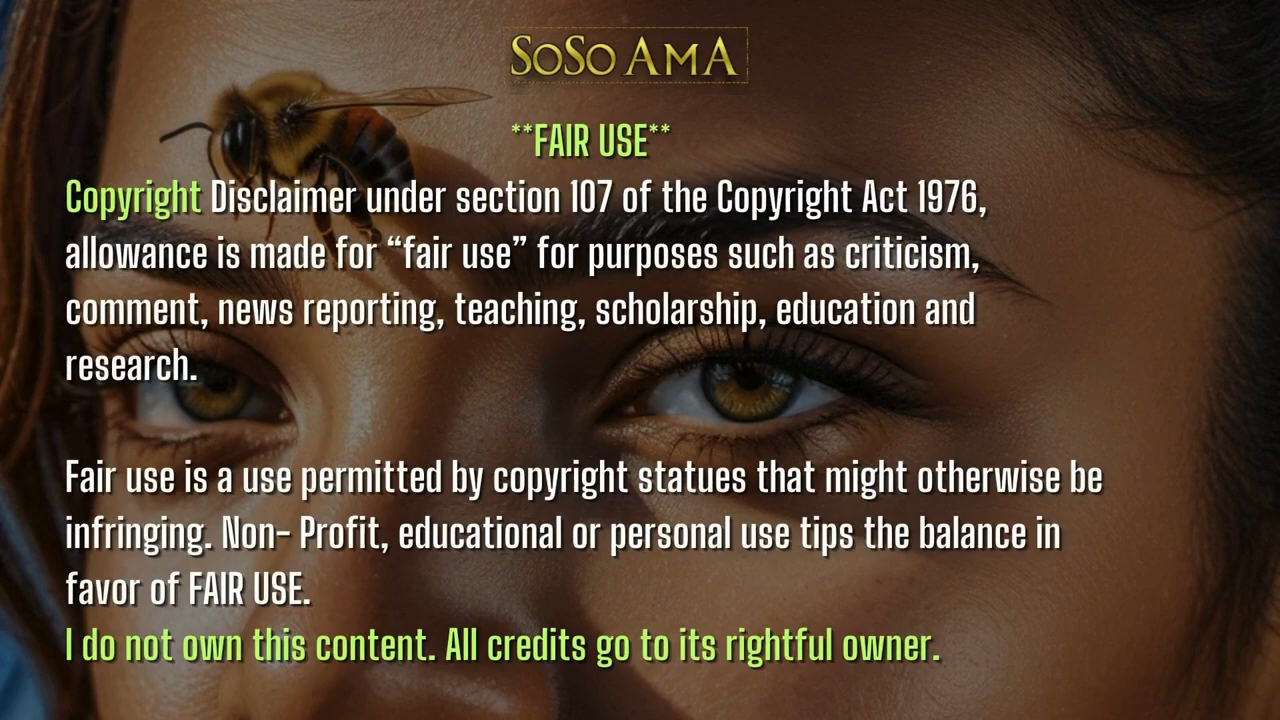 SoSo AmA
**FAIR USE**
Copyright Disclaimer under section 107 of the Copyright Act 1976,
allowance is made for “fair use” for purposes such as criticism,
comment, news reporting, teaching, scholarship, education and
research.
Fair use is a use permitted by copyright statues that might otherwise be
infringing. Non- Profit, educational or personal use tips the balance in
favor of FAIR USE.
I do not own this content. All credits go to its rightful owner.